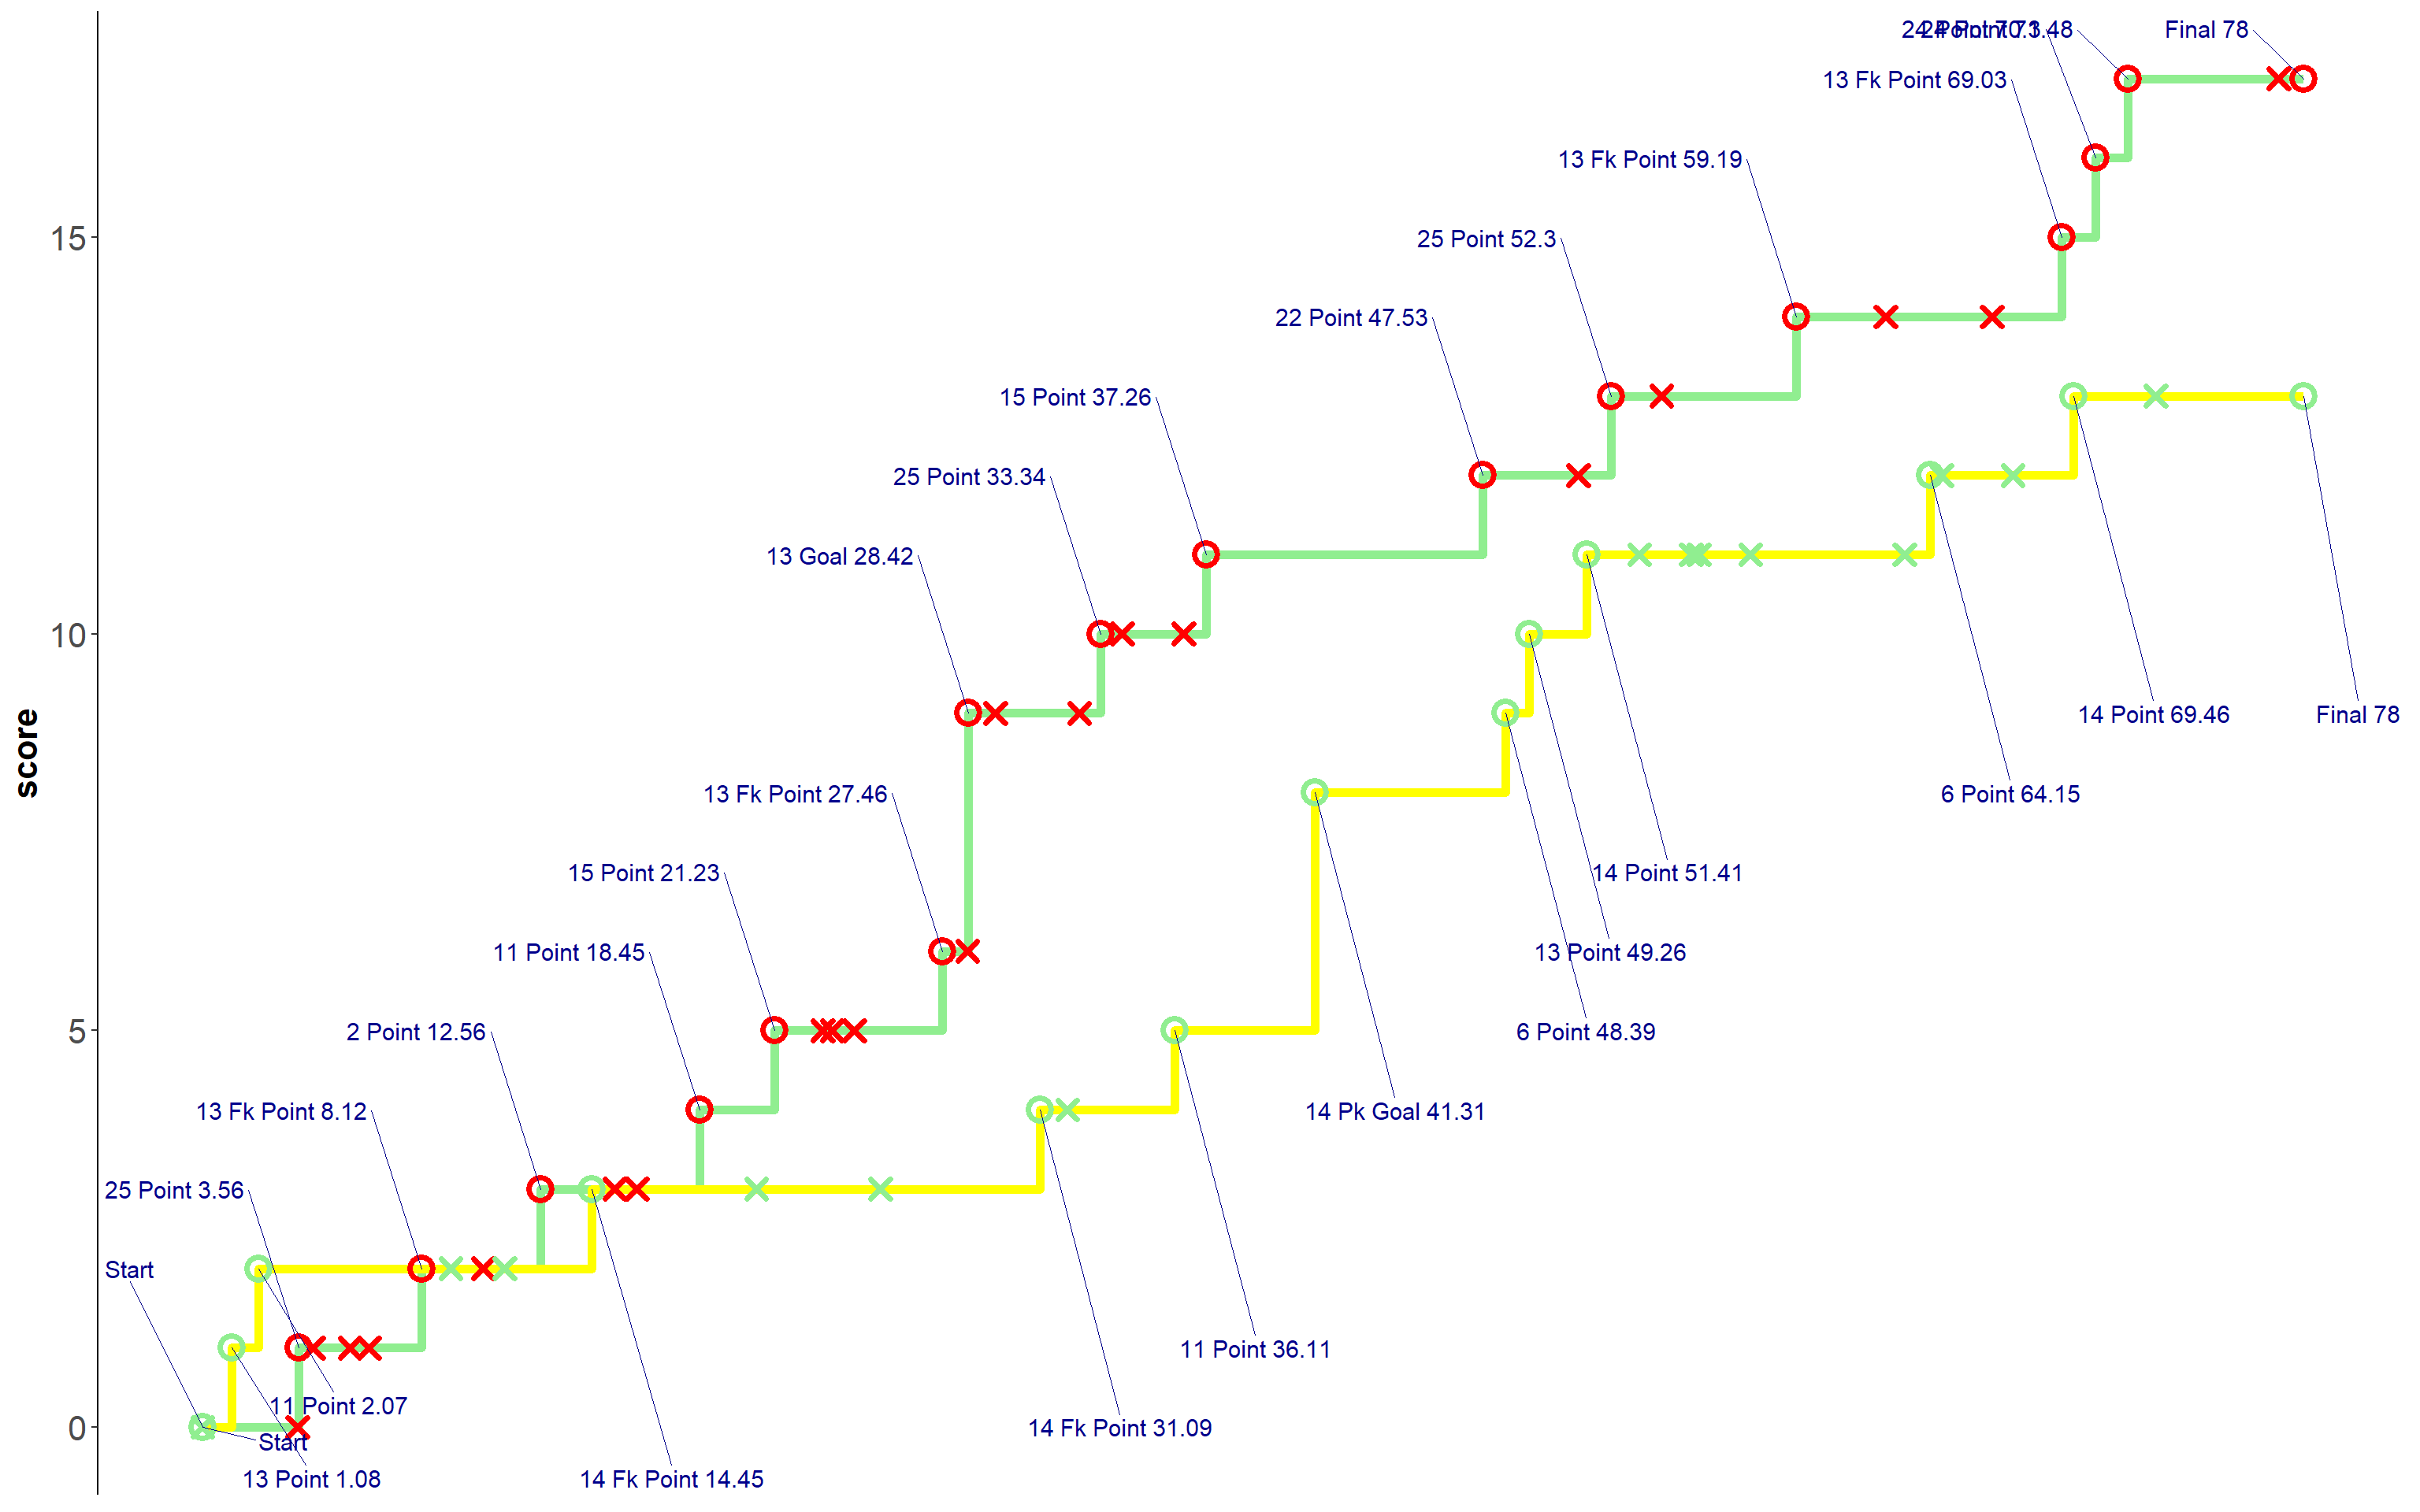 24 Point 73.48
Final 78
13 Fk Point 69.03
13 Fk Point 59.19
15
25 Point 52.3
22 Point 47.53
15 Point 37.26
25 Point 33.34
13 Goal 28.42
10
14 Point 69.46
Final 78
score
13 Fk Point 27.46
6 Point 64.15
15 Point 21.23
14 Point 51.41
11 Point 18.45
13 Point 49.26
5
2 Point 12.56
6 Point 48.39
13 Fk Point 8.12
14 Pk Goal 41.31
25 Point 3.56
Start
11 Point 36.11
11 Point 2.07
0
14 Fk Point 31.09
Start
13 Point 1.08
14 Fk Point 14.45